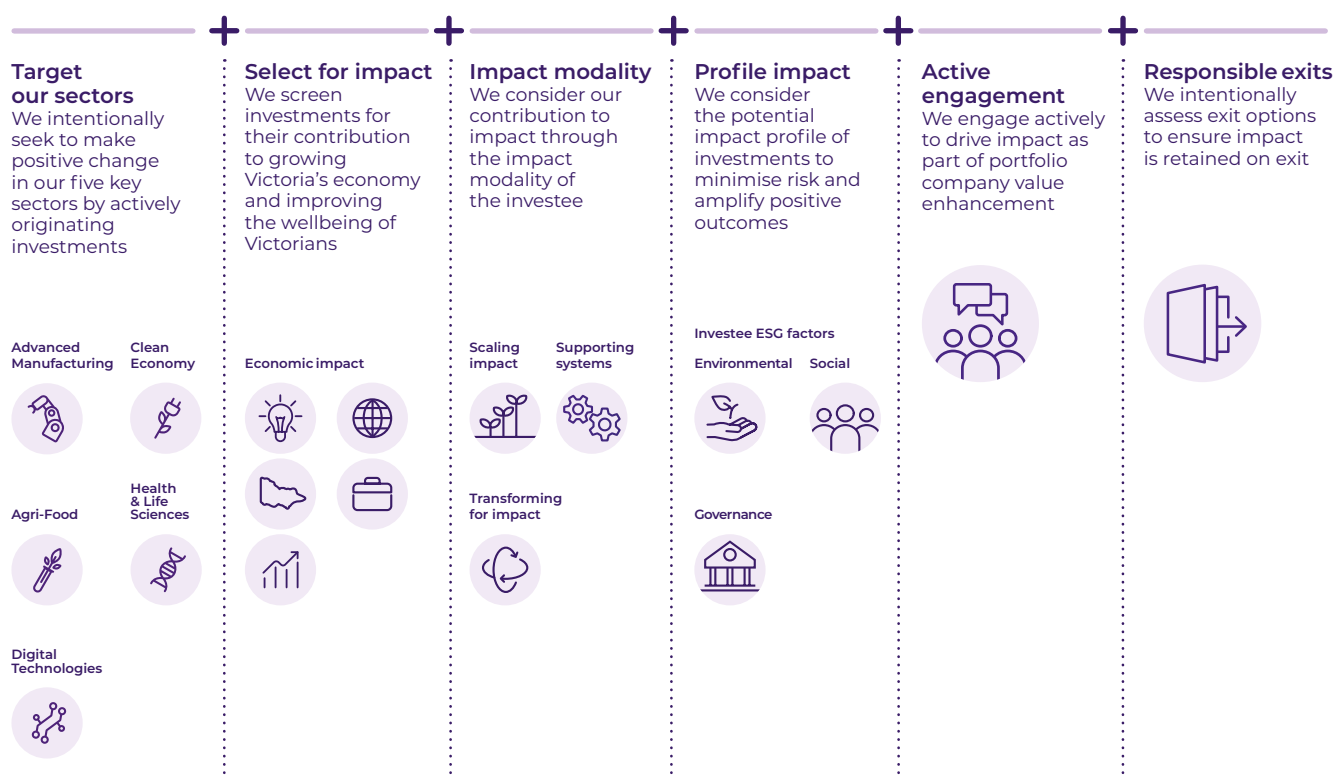 Target
our sectors
We intentionally
seek to make
positive change
in our five key
sectors by actively
originating
investments
Advanced
Manufacturing
Clean
Economy
Agri-Food
Health
& Life
Sciences
Digital
Technologies
Select for impact
We screen
investments for
their contribution
to growing
Victoria’s economy
and improving
the wellbeing of
Victorians
Economic impact
Impact modality
We consider our
contribution to
impact through
the impact
modality of
the investee
Scaling
impact
Supporting
systems
Transforming
for impact
Profile impact
We consider
the potential
impact profile of
investments to
minimise risk and
amplify positive
outcomes
Investee ESG factors
Environmental
Social
Governance
Active
engagement
We engage actively
to drive impact as
part of portfolio
company value
enhancement
Responsible exits
We intentionally
assess exit options
to ensure impact
is retained on exit